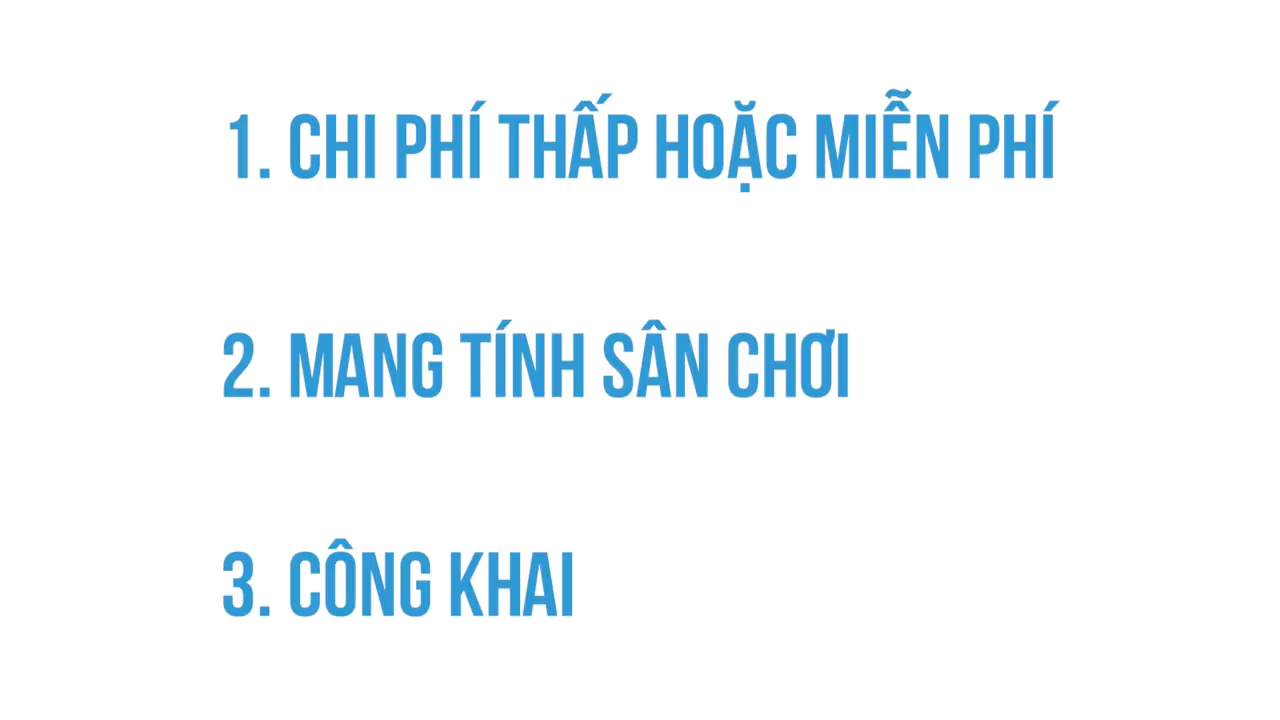 1. CHI PHÍ THẤP HOẶC MIỄN PHÍ
2. MANG TÍNH SÂN CHƠI
3. CÔNG KHAI